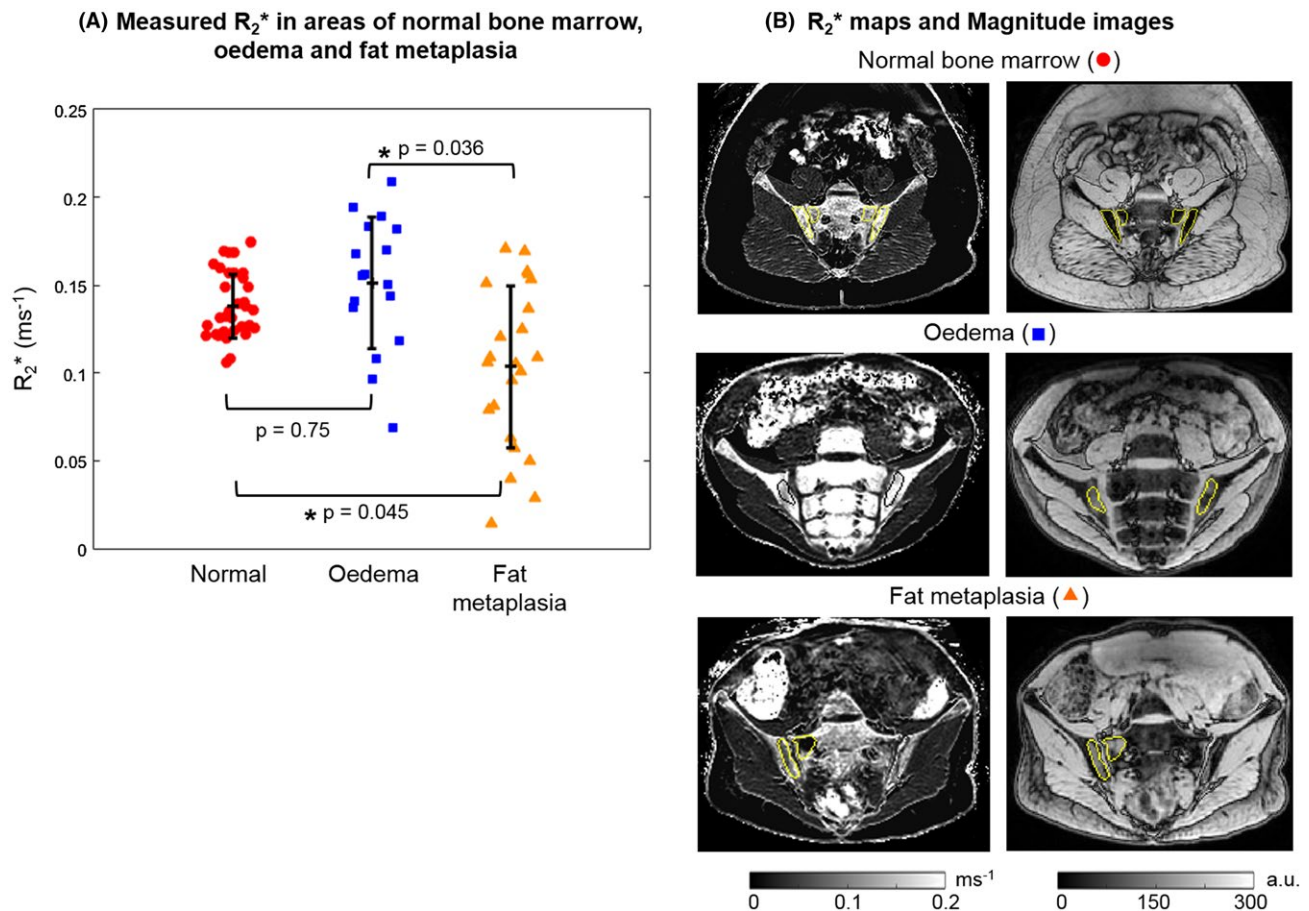 (A) Measured R₂* in areas of normal bone marrow,
oedema and fat metaplasia
0.25
0.2
0.15
0.1
0.05
0
R₂* (ms⁻¹)
* p = 0.036
p = 0.75
* p = 0.045
Normal
Oedema
Fat
metaplasia
(B) R₂* maps and Magnitude images
Normal bone marrow (●)
Oedema (■)
Fat metaplasia (▲)
ms⁻¹
0 0.1 0.2
a.u.
0 150 300